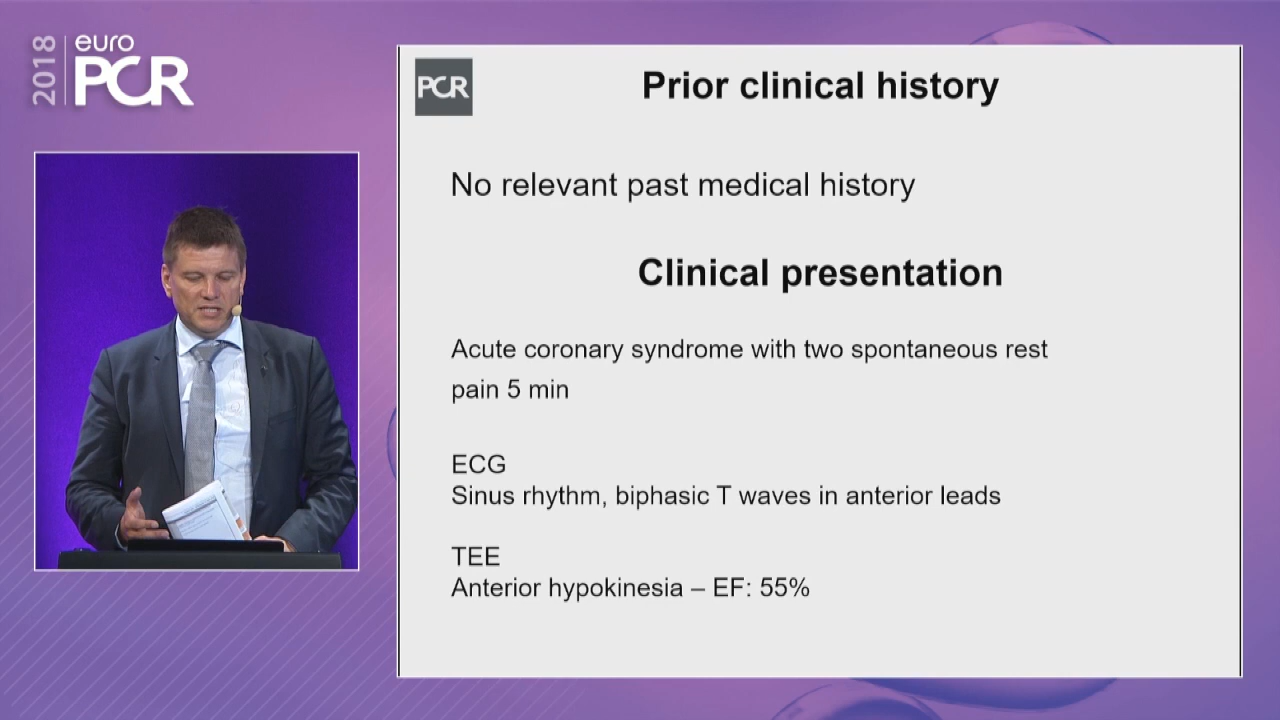 2018
euro
PCR
PCR
Prior clinical history
No relevant past medical history
Clinical presentation
Acute coronary syndrome with two spontaneous rest
pain 5 min
ECG
Sinus rhythm, biphasic T waves in anterior leads
TEE
Anterior hypokinesia – EF: 55%